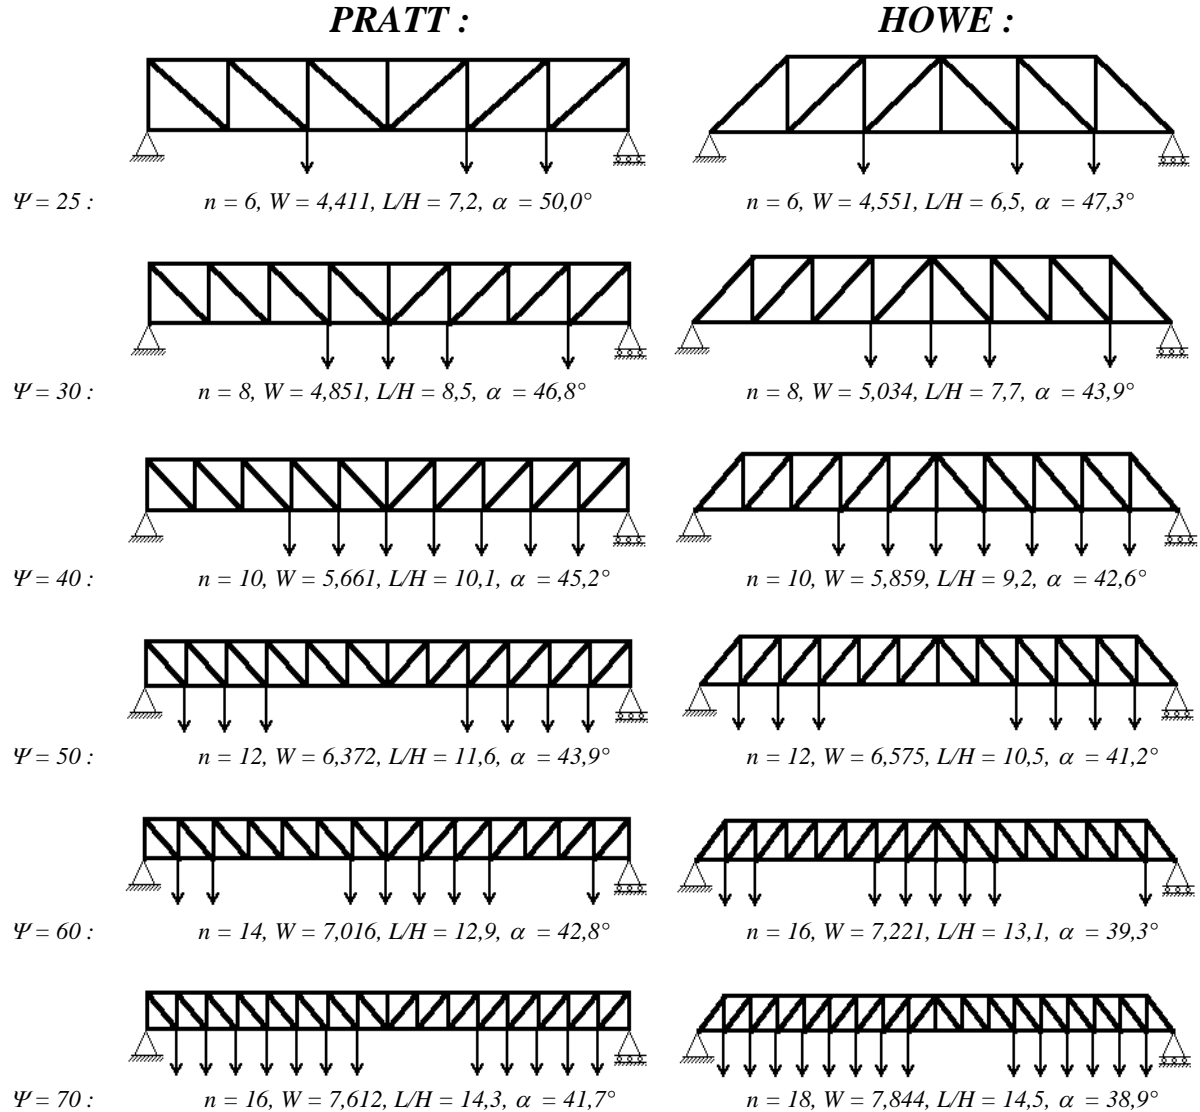 PRATT : HOWE :
Ψ = 25 : n = 6, W = 4,411, L/H = 7,2, α = 50,0° n = 6, W = 4,551, L/H = 6,5, α = 47,3°
Ψ = 30 : n = 8, W = 4,851, L/H = 8,5, α = 46,8° n = 8, W = 5,034, L/H = 7,7, α = 43,9°
Ψ = 40 : n = 10, W = 5,661, L/H = 10,1, α = 45,2° n = 10, W = 5,859, L/H = 9,2, α = 42,6°
Ψ = 50 : n = 12, W = 6,372, L/H = 11,6, α = 43,9° n = 12, W = 6,575, L/H = 10,5, α = 41,2°
Ψ = 60 : n = 14, W = 7,016, L/H = 12,9, α = 42,8° n = 16, W = 7,221, L/H = 13,1, α = 39,3°
Ψ = 70 : n = 16, W = 7,612, L/H = 14,3, α = 41,7° n = 18, W = 7,844, L/H = 14,5, α = 38,9°